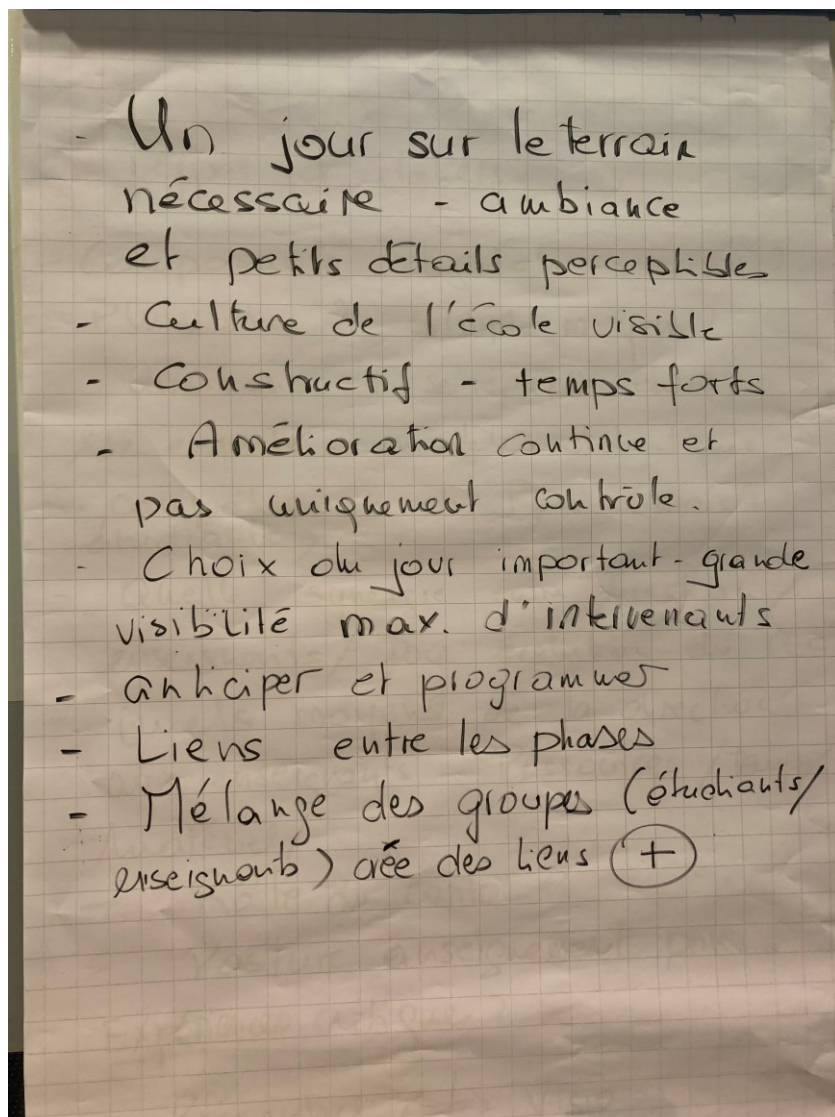 - Un jour sur le terrain
nécessaire - ambiance
et petits détails perceptibles
- Culture de l'école visible
- Constructif - temps forts
- Amélioration continue et
pas uniquement contrôle.
- Choix du jour important - grande
visibilité max. d'intervenants
- anticiper et programmer
- Liens entre les phases
- Mélange des groupes (étudiants/
enseignants) crée des liens (+)